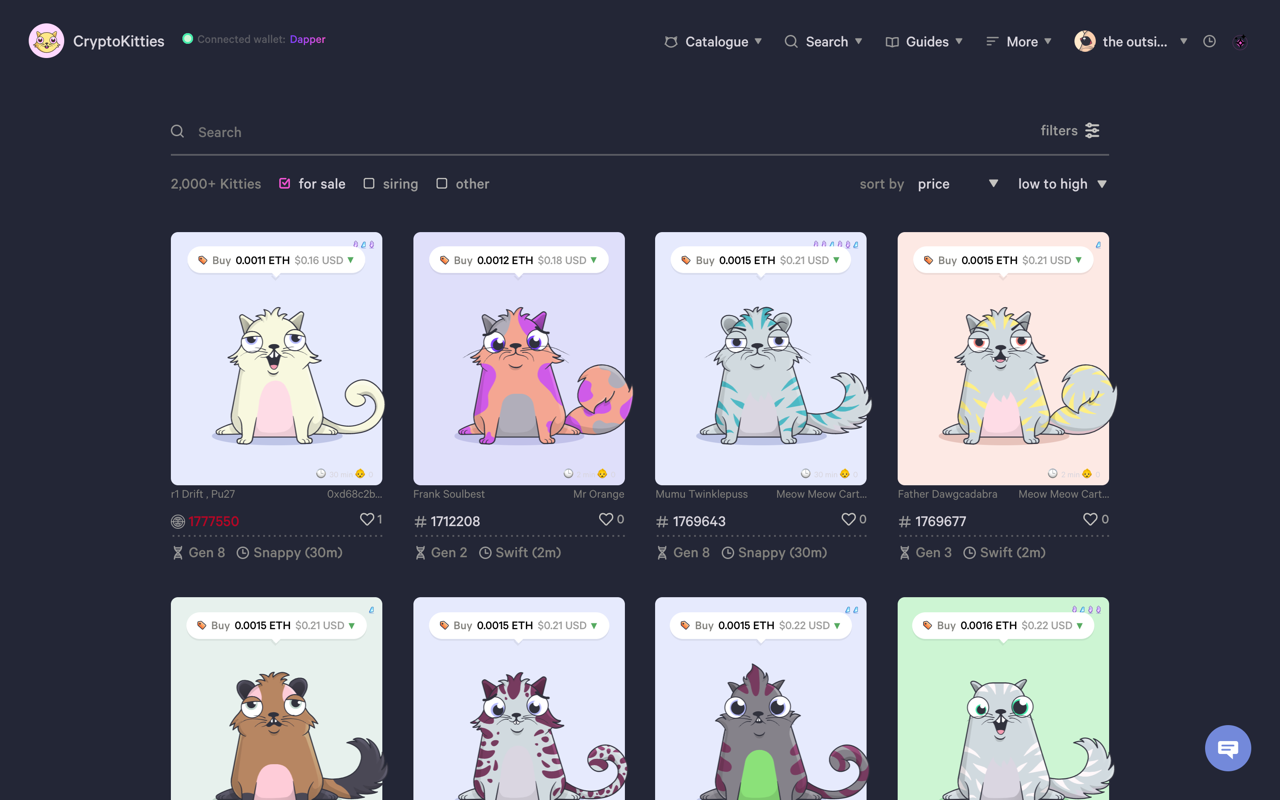 CryptoKitties
Connected wallet: Dapper
Catalogue
Search
Guides
More
the outsi...
Search
filters
2,000+ Kitties
for sale
siring
other
sort by
price
low to high
Buy 0.0011 ETH $0.16 USD
Buy 0.0012 ETH $0.18 USD
Buy 0.0015 ETH $0.21 USD
Buy 0.0015 ETH $0.21 USD
r1 Drift , Pu27
0xd68c2b...
Frank Soulbest
Mr Orange
Mumu Twinklepuss
Meow Meow Cart...
Father Dawgcadabra
Meow Meow Cart...
1777550
1
# 1712208
0
# 1769643
0
# 1769677
0
Gen 8 Snappy (30m)
Gen 2 Swift (2m)
Gen 8 Snappy (30m)
Gen 3 Swift (2m)
Buy 0.0015 ETH $0.21 USD
Buy 0.0015 ETH $0.21 USD
Buy 0.0015 ETH $0.22 USD
Buy 0.0016 ETH $0.22 USD